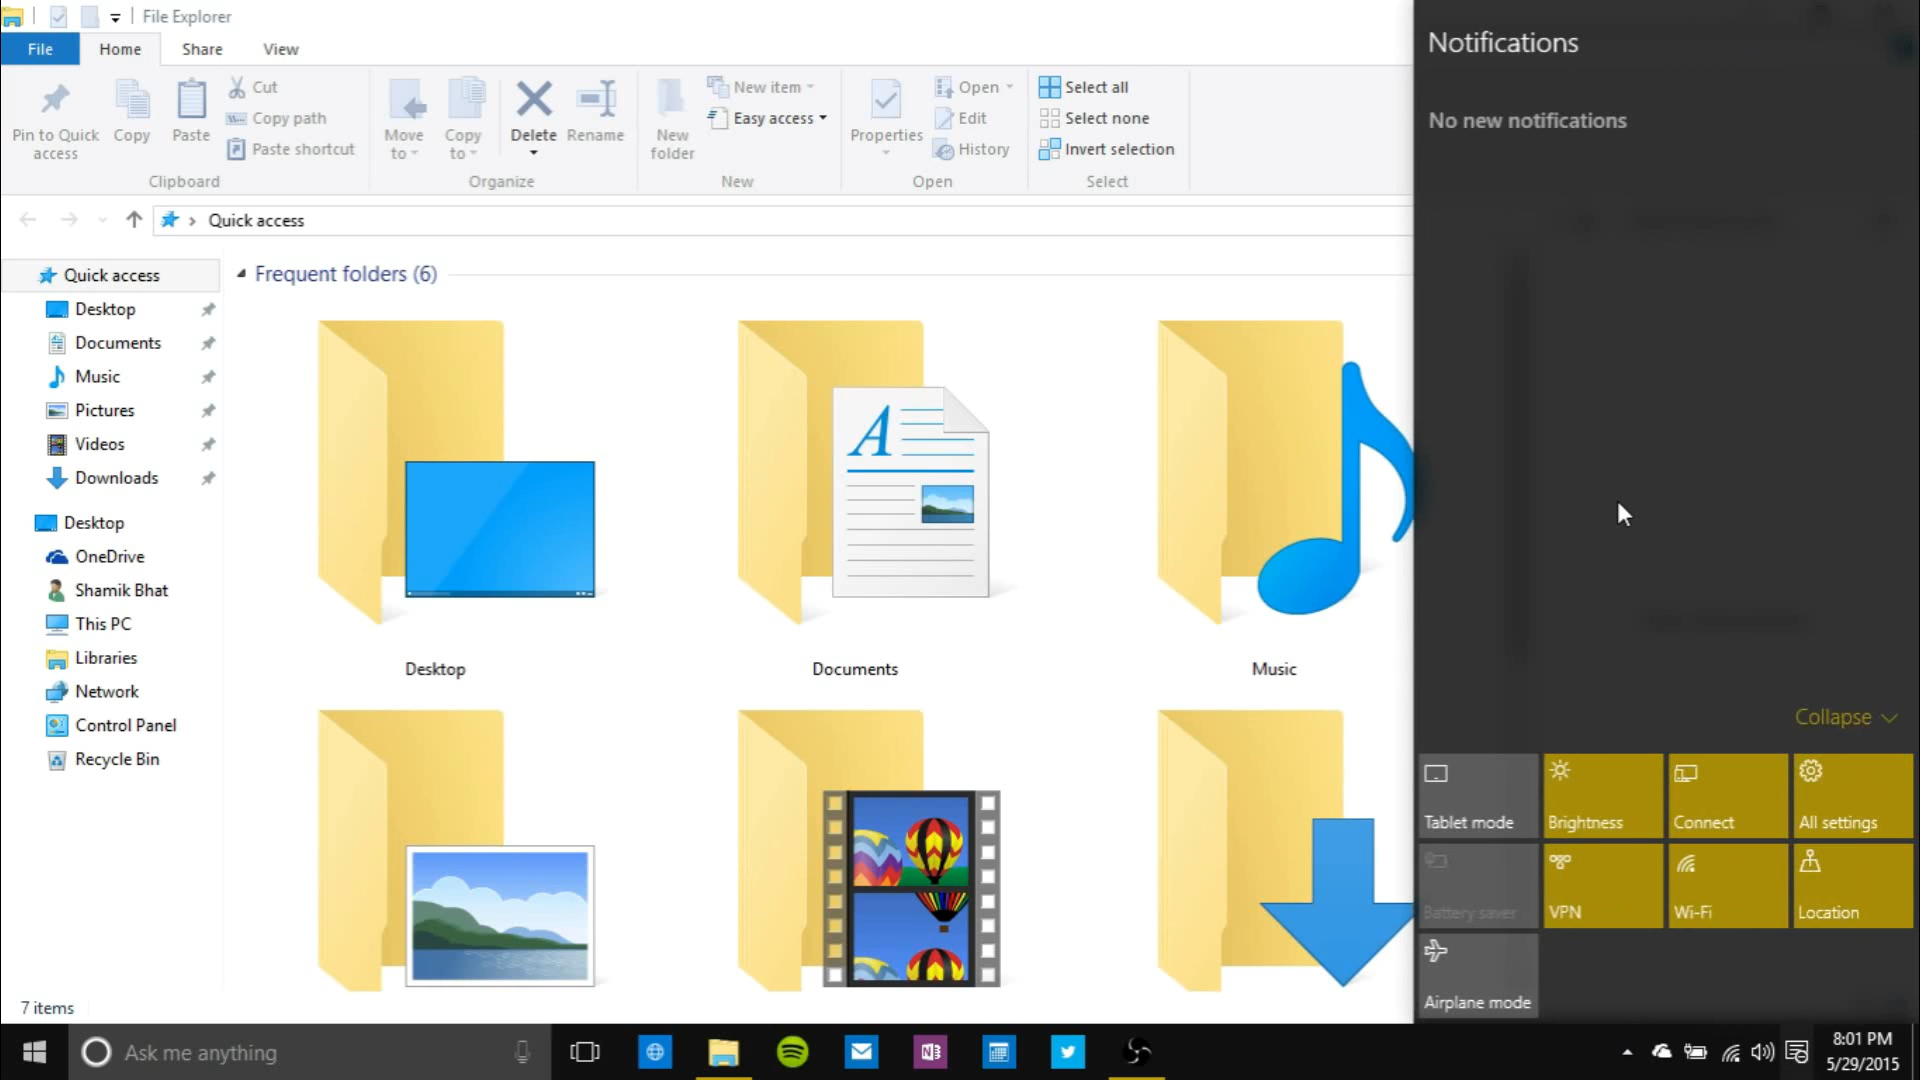 File Explorer
File Home Share View
Pin to Quick access
Copy
Paste
Cut
Copy path
Paste shortcut
Clipboard
Move to
Copy to
Delete
Rename
Organize
New folder
New item
Easy access
New
Properties
Open
Edit
History
Open
Select all
Select none
Invert selection
Select
Quick access
Quick access
Desktop
Documents
Music
Pictures
Videos
Downloads
Desktop
OneDrive
Shamik Bhat
This PC
Libraries
Network
Control Panel
Recycle Bin
Frequent folders (6)
A
Desktop
Documents
Music
7 items
Notifications
No new notifications
Collapse
Tablet mode
Brightness
Connect
All settings
Battery saver
VPN
Wi-Fi
Location
Airplane mode
Ask me anything
N
8:01 PM
5/29/2015